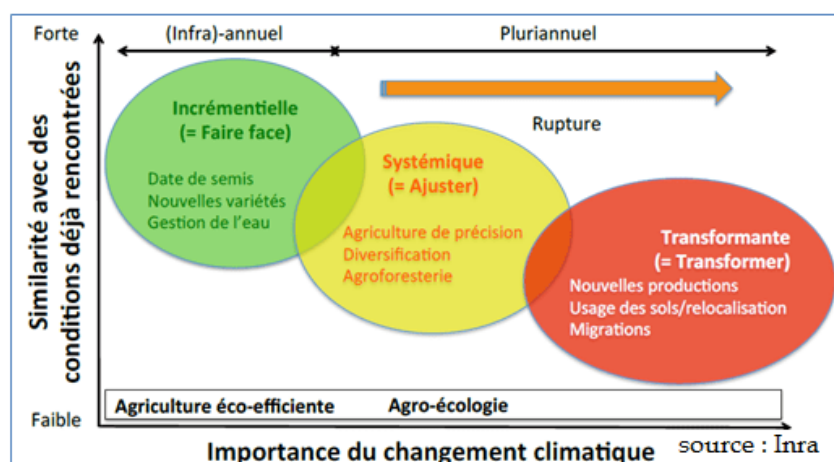 Forte
(Infra)-annuel
Pluriannuel
Similarité avec des
conditions déjà rencontrées
Incrémentielle
(= Faire face)
Date de semis
Nouvelles variétés
Gestion de l'eau
Rupture
Systémique
(= Ajuster)
Agriculture de précision
Diversification
Agroforesterie
Transformante
(= Transformer)
Nouvelles productions
Usage des sols/relocalisation
Migrations
Agriculture éco-efficiente
Agro-écologie
Faible
Importance du changement climatique
source : Inra